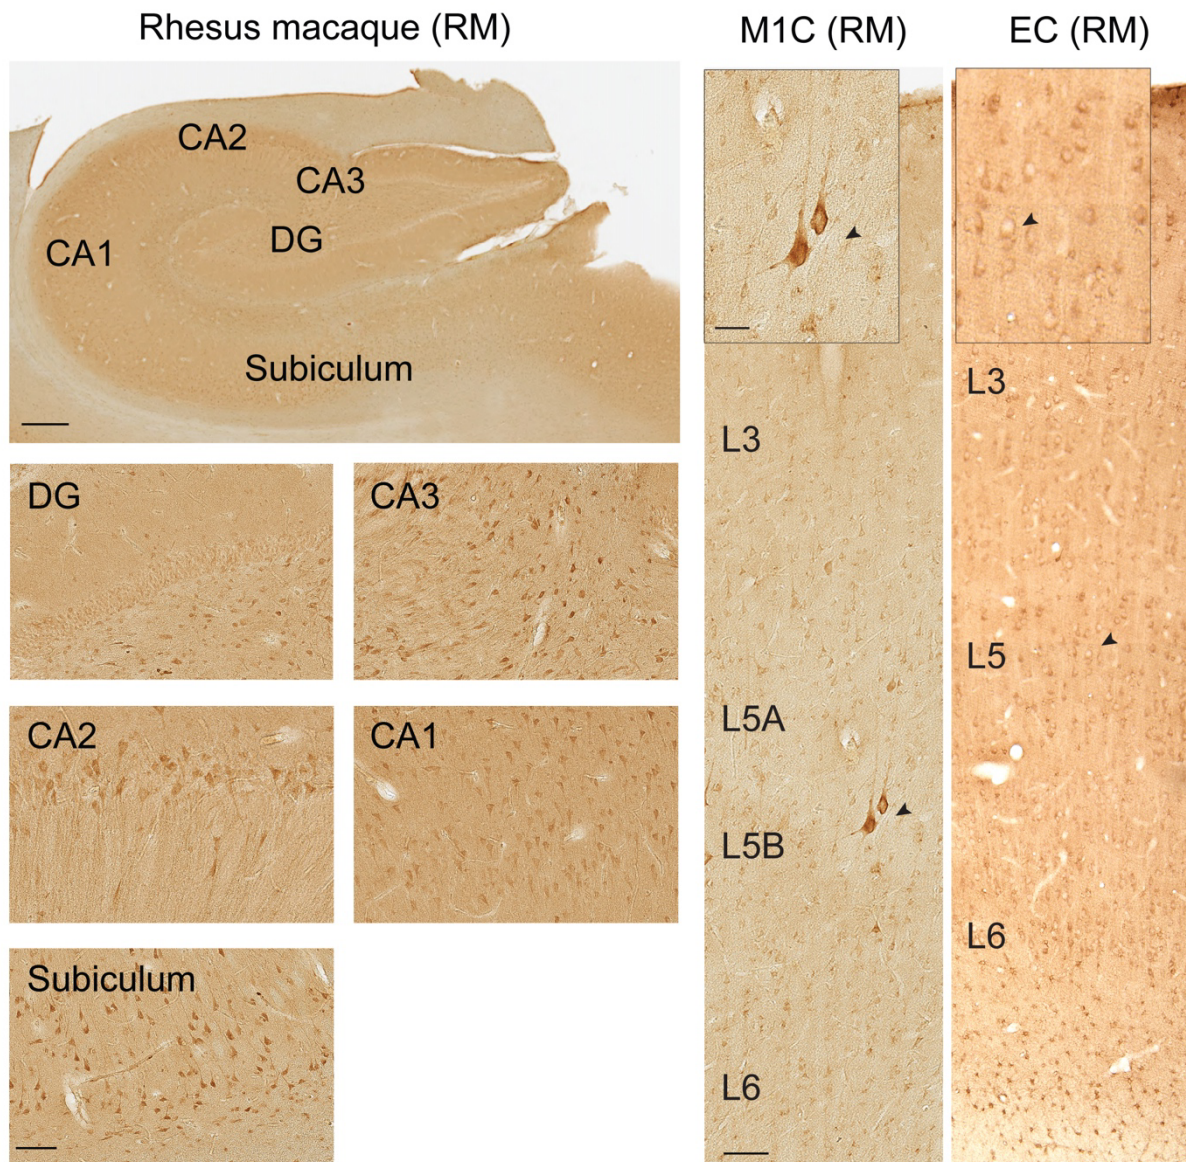 Rhesus macaque (RM)
CA2
CA3
CA1
DG
Subiculum
DG
CA3
CA2
CA1
Subiculum
M1C (RM)
L3
L5A
L5B
L6
EC (RM)
L3
L5
L6